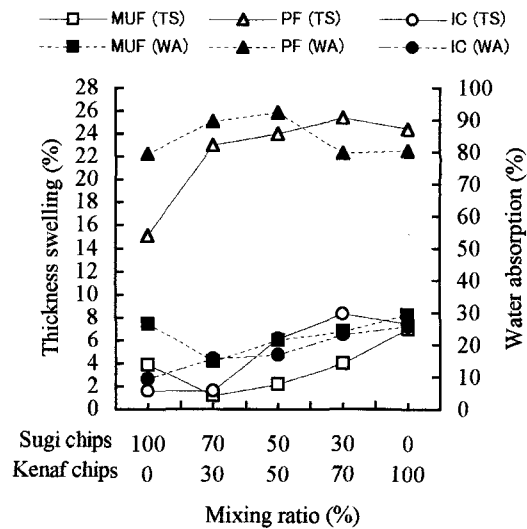 MUF (TS) PF (TS) IC (TS)
MUF (WA) PF (WA) IC (WA)
28 100
26
24 90
22 80
20 70
18
16 60
14 50
12 40
10
8 30
6 20
4
2 10
0 0
Thickness swelling (%)
Water absorption (%)
Sugi chips 100 70 50 30 0
Kenaf chips 0 30 50 70 100
Mixing ratio (%)